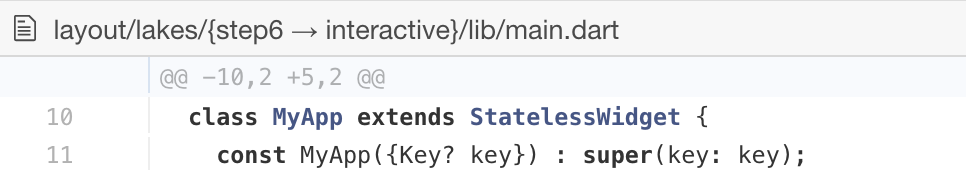 layout/lakes/{step6 → interactive}/lib/main.dart
@@ -10,2 +5,2 @@
10 class MyApp extends StatelessWidget {
11 const MyApp({Key? key}) : super(key: key);